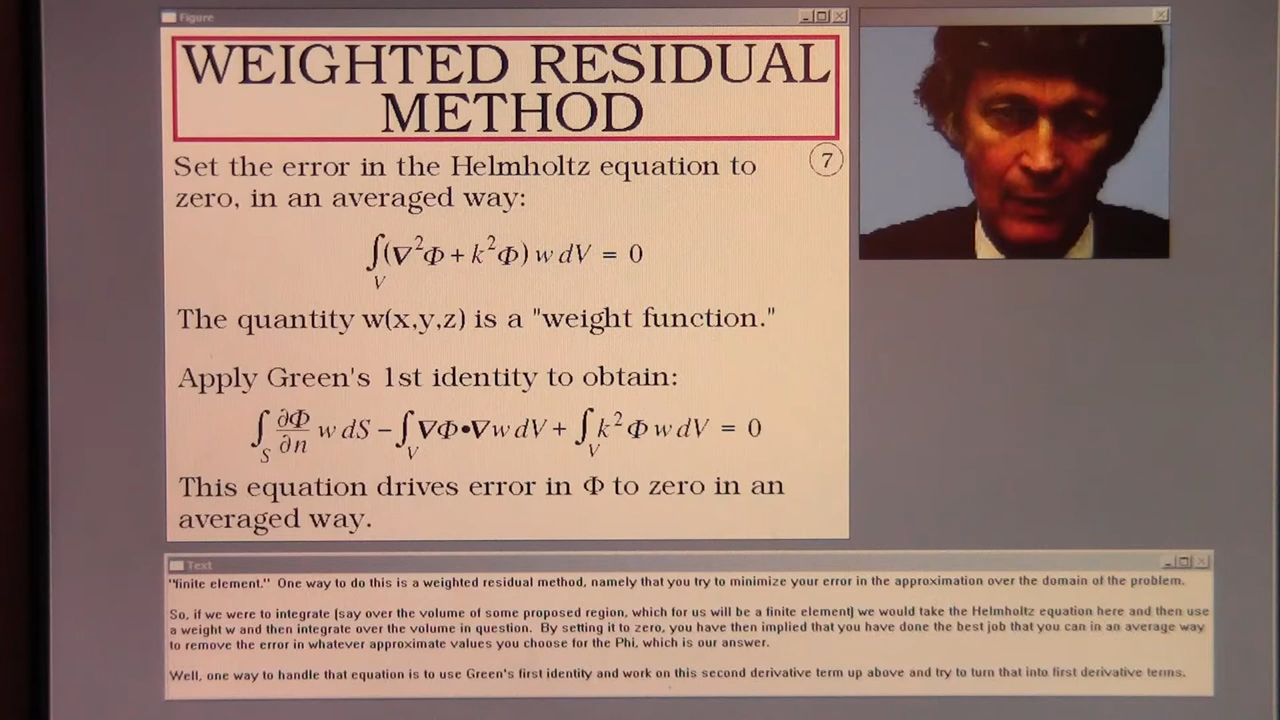 Figure
WEIGHTED RESIDUAL
METHOD
7
Set the error in the Helmholtz equation to
zero, in an averaged way:
∫_V (∇²Φ + k²Φ) w dV = 0
The quantity w(x,y,z) is a "weight function."
Apply Green's 1st identity to obtain:
∫_S ∂Φ/∂n w dS − ∫_V ∇Φ•∇w dV + ∫_V k² Φ w dV = 0
This equation drives error in Φ to zero in an
averaged way.
Text
"finite element." One way to do this is a weighted residual method, namely that you try to minimize your error in the approximation over the domain of the problem.
So, if we were to integrate (say over the volume of some proposed region, which for us will be a finite element) we would take the Helmholtz equation here and then use
a weight w and then integrate over the volume in question. By setting it to zero, you have then implied that you have done the best job that you can in an average way
to remove the error in whatever approximate values you choose for the Phi, which is our answer.
Well, one way to handle that equation is to use Green's first identity and work on this second derivative term up above and try to turn that into first derivative terms.